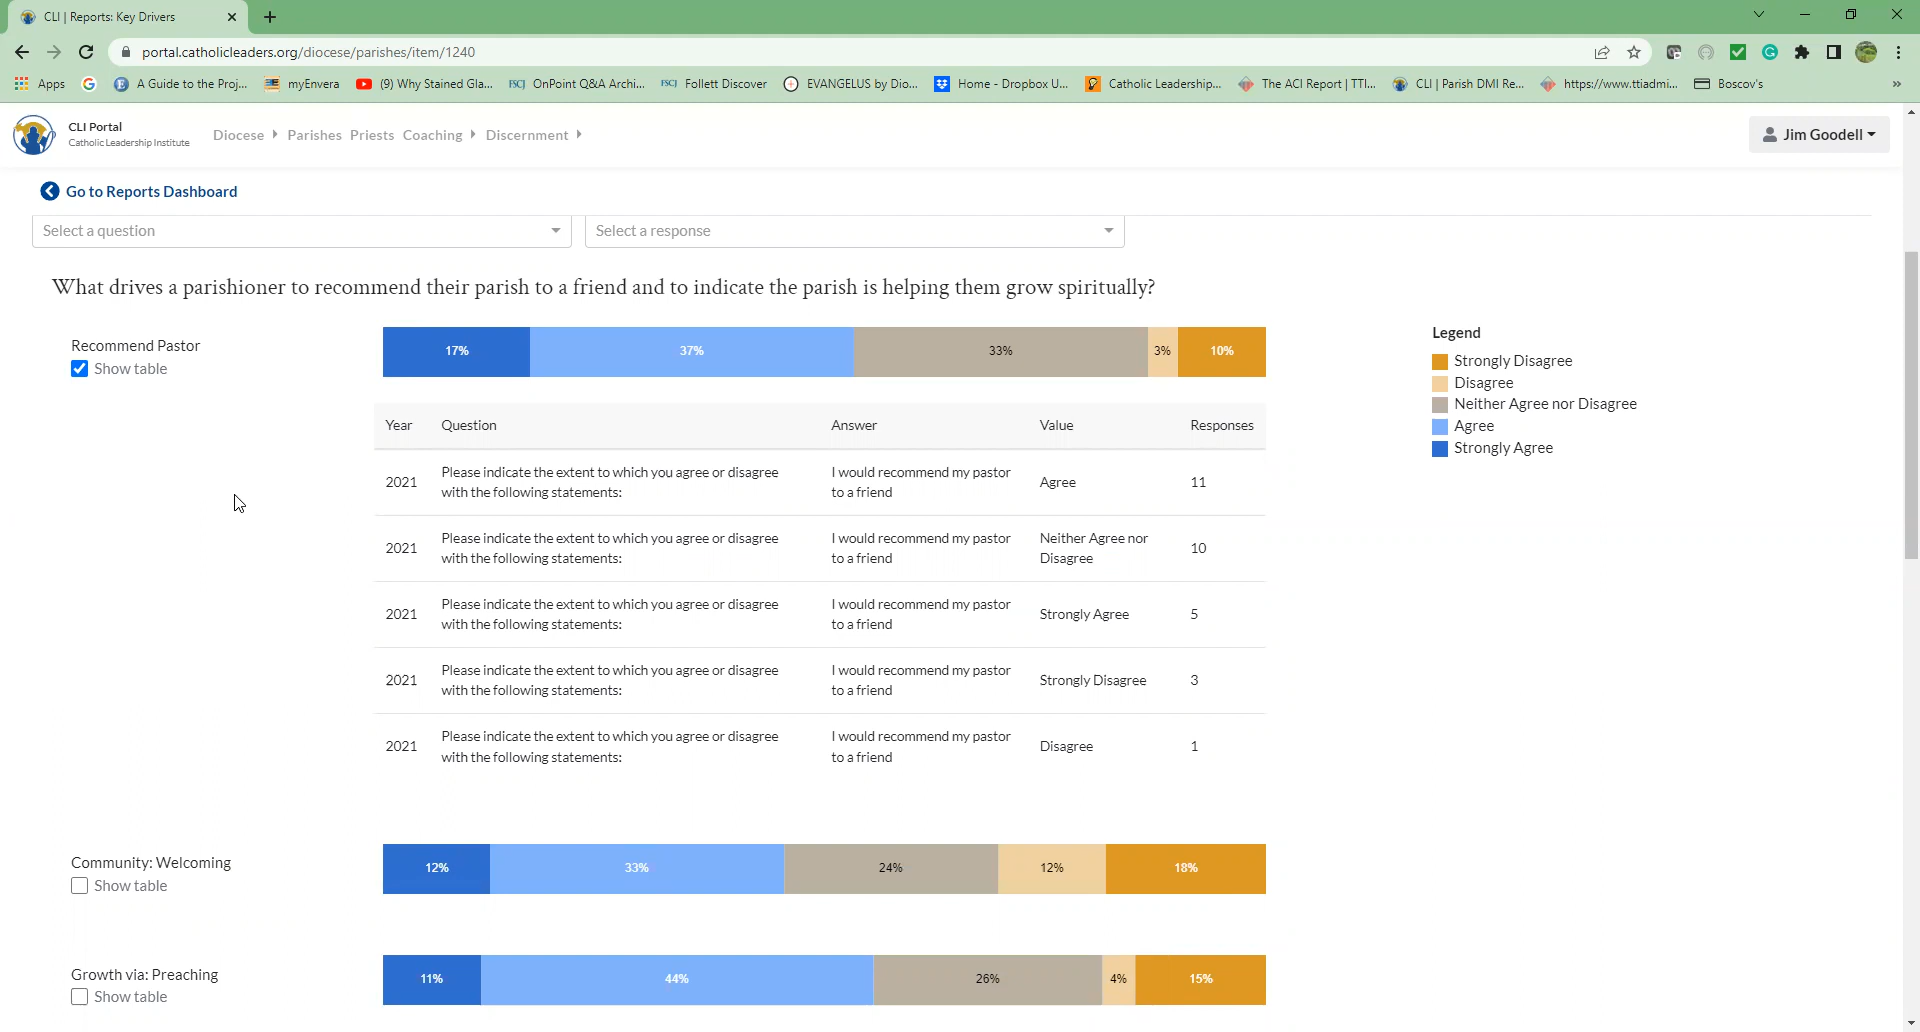 CLI | Reports: Key Drivers
portal.catholicleaders.org/diocese/parishes/item/1240
Apps
A Guide to the Proj...
myEnvera
(9) Why Stained Gla...
FSCJ OnPoint Q&A Archi...
FSCJ Follett Discover
EVANGELUS by Dio...
Home - Dropbox U...
Catholic Leadership...
The ACI Report | TTI...
CLI | Parish DMI Re...
https://www.ttiadmi...
Boscov's
»
CLI Portal
Catholic Leadership Institute
Diocese Parishes Priests Coaching Discernment
Jim Goodell
Go to Reports Dashboard
Select a question Select a response
What drives a parishioner to recommend their parish to a friend and to indicate the parish is helping them grow spiritually?
Recommend Pastor
Show table
17% 37% 33% 3% 10%
Legend
Strongly Disagree
Disagree
Neither Agree nor Disagree
Agree
Strongly Agree
Year Question Answer Value Responses
2021 Please indicate the extent to which you agree or disagree with the following statements: I would recommend my pastor to a friend Agree 11
2021 Please indicate the extent to which you agree or disagree with the following statements: I would recommend my pastor to a friend Neither Agree nor Disagree 10
2021 Please indicate the extent to which you agree or disagree with the following statements: I would recommend my pastor to a friend Strongly Agree 5
2021 Please indicate the extent to which you agree or disagree with the following statements: I would recommend my pastor to a friend Strongly Disagree 3
2021 Please indicate the extent to which you agree or disagree with the following statements: I would recommend my pastor to a friend Disagree 1
Community: Welcoming
Show table
12% 33% 24% 12% 18%
Growth via: Preaching
Show table
11% 44% 26% 4% 15%